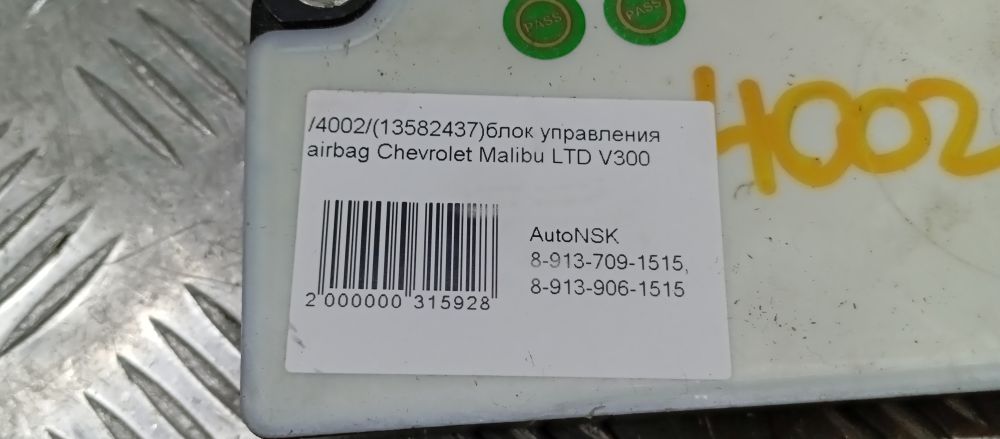 PASS PASS
/4002/(13582437)блок управления
airbag Chevrolet Malibu LTD V300
4002
AutoNSK
8-913-709-1515,
8-913-906-1515
2 000000 315928